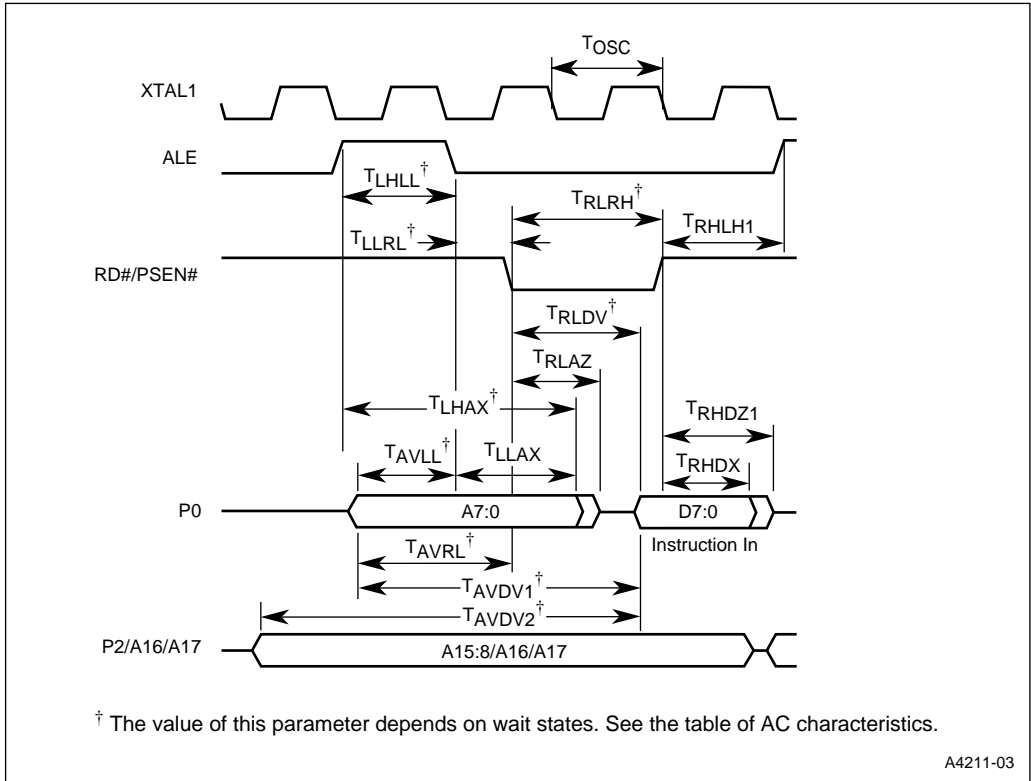 TOSC
XTAL1
ALE
TLHLL†
TRLRH†
TRHLH1
TLLRL†
RD#/PSEN#
TRLDV†
TRLAZ
TLHAX†
TRHDZ1
TAVLL†
TLLAX
TRHDX
P0
A7:0
D7:0
Instruction In
TAVRL†
TAVDV1†
TAVDV2†
P2/A16/A17
A15:8/A16/A17
† The value of this parameter depends on wait states. See the table of AC characteristics.
A4211-03